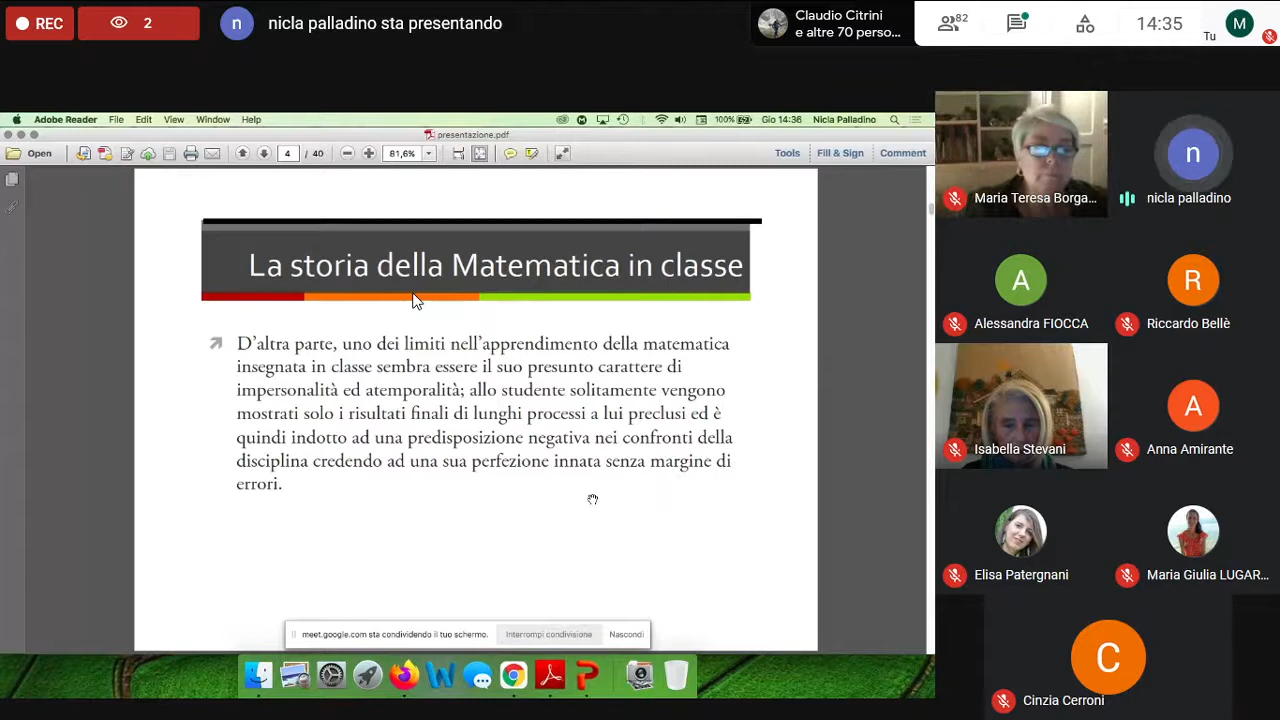 REC
2
n
nicla palladino sta presentando
Claudio Citrini
e altre 70 perso...
82
14:35
Tu
M
Adobe Reader File Edit View Window Help
100%
Gio 14:36 Nicla Palladino
presentazione.pdf
Open
4 / 40
81,6%
Tools Fill & Sign Comment
La storia della Matematica in classe
D'altra parte, uno dei limiti nell'apprendimento della matematica
insegnata in classe sembra essere il suo presunto carattere di
impersonalità ed atemporalità; allo studente solitamente vengono
mostrati solo i risultati finali di lunghi processi a lui preclusi ed è
quindi indotto ad una predisposizione negativa nei confronti della
disciplina credendo ad una sua perfezione innata senza margine di
errori.
meet.google.com sta condividendo il tuo schermo. Interrompi condivisione Nascondi
Maria Teresa Borga...
n
nicla palladino
A
Alessandra FIOCCA
R
Riccardo Bellè
Isabella Stevani
A
Anna Amirante
Elisa Patergnani
Maria Giulia LUGAR...
C
Cinzia Cerroni